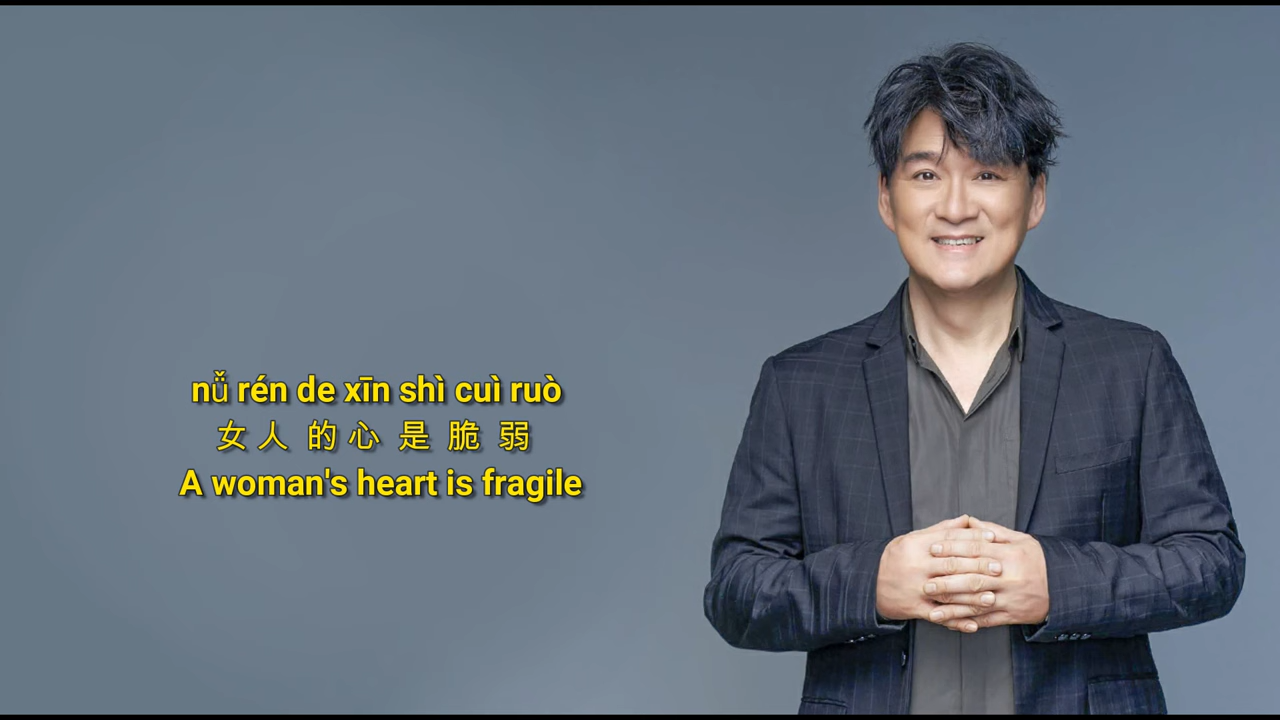 nǚ rén de xīn shì cuì ruò
女人的心是脆弱
A woman's heart is fragile